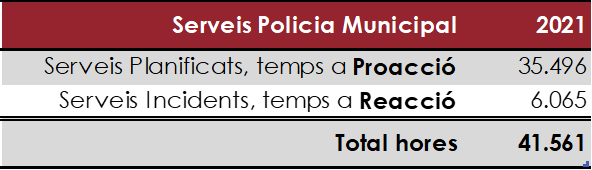 Serveis Policia Municipal 2021
Serveis Planificats, temps a Proacció 35.496
Serveis Incidents, temps a Reacció 6.065
Total hores 41.561